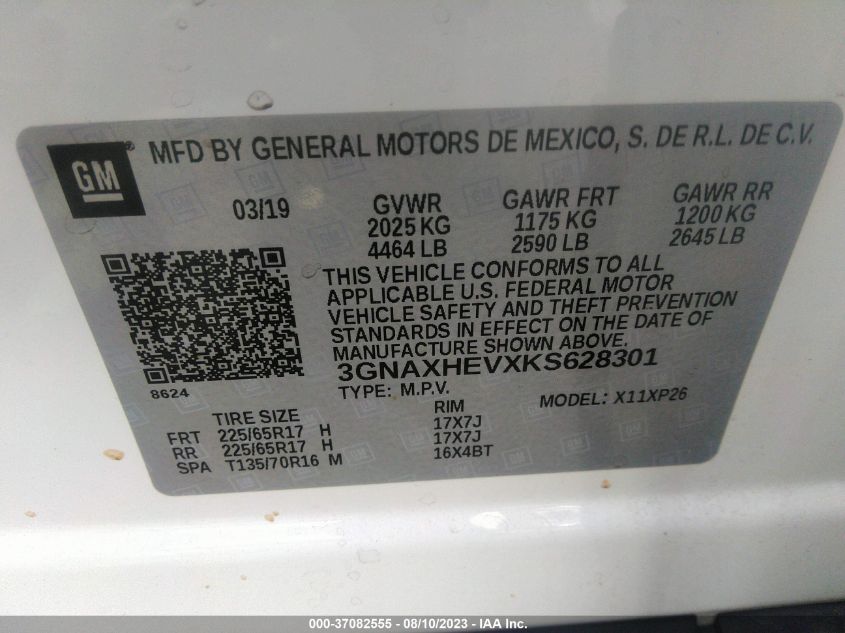 GM® MFD BY GENERAL MOTORS DE MEXICO, S. DE R.L. DE C.V.
03/19 GVWR GAWR FRT GAWR RR
2025 KG 1175 KG 1200 KG
4464 LB 2590 LB 2645 LB
THIS VEHICLE CONFORMS TO ALL
APPLICABLE U.S. FEDERAL MOTOR
VEHICLE SAFETY AND THEFT PREVENTION
STANDARDS IN EFFECT ON THE DATE OF
MANUFACTURE SHOWN ABOVE.
3GNAXHEVXKS628301
8624 TYPE: M.P.V. MODEL: X11XP26
TIRE SIZE RIM
FRT 225/65R17 H 17X7J
RR 225/65R17 H 17X7J
SPA T135/70R16 M 16X4BT
000-37082555 - 08/10/2023 - IAA Inc.